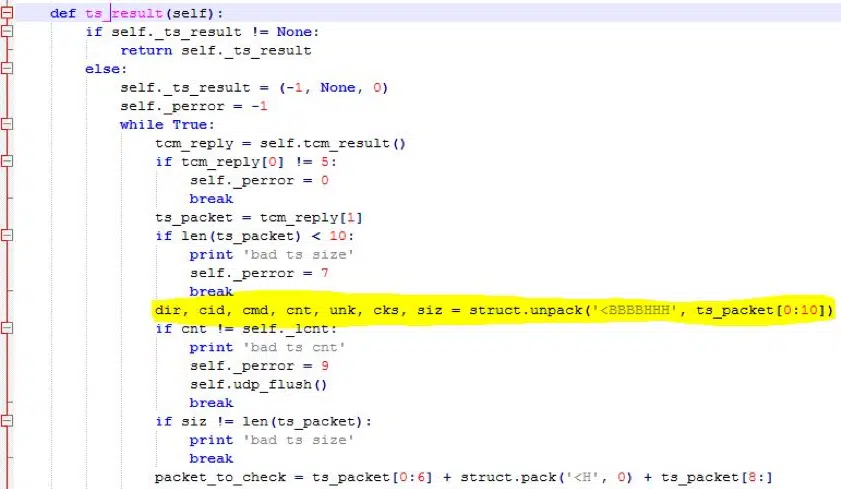 def ts_result(self):
    if self._ts_result != None:
        return self._ts_result
    else:
        self._ts_result = (-1, None, 0)
        self._perror = -1
        while True:
            tcm_reply = self.tcm_result()
            if tcm_reply[0] != 5:
                self._perror = 0
                break
            ts_packet = tcm_reply[1]
            if len(ts_packet) < 10:
                print 'bad ts size'
                self._perror = 7
                break
            dir, cid, cmd, cnt, unk, cks, siz = struct.unpack('<BBBBHHH', ts_packet[0:10])
            if cnt != self._lcnt:
                print 'bad ts cnt'
                self._perror = 9
                self.udp_flush()
                break
            if siz != len(ts_packet):
                print 'bad ts size'
                break
            packet_to_check = ts_packet[0:6] + struct.pack('<H', 0) + ts_packet[8:]